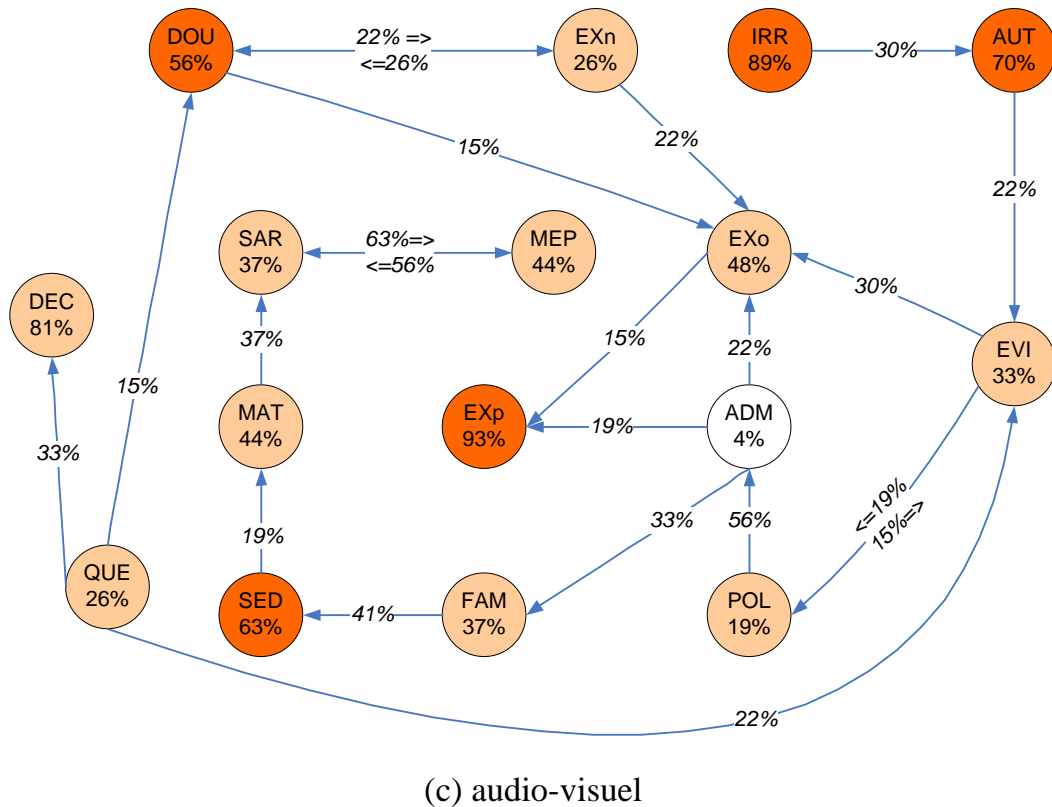 DOU
56%
22% =>
<=26%
EXn
26%
IRR
89%
30%
AUT
70%
15%
22%
22%
SAR
37%
63%=>
<=56%
MEP
44%
EXo
48%
30%
DEC
81%
37%
15%
22%
EVI
33%
15%
MAT
44%
EXp
93%
19%
ADM
4%
33%
<=19%
15%=>
19%
33%
56%
QUE
26%
SED
63%
41%
FAM
37%
POL
19%
22%
(c) audio-visuel